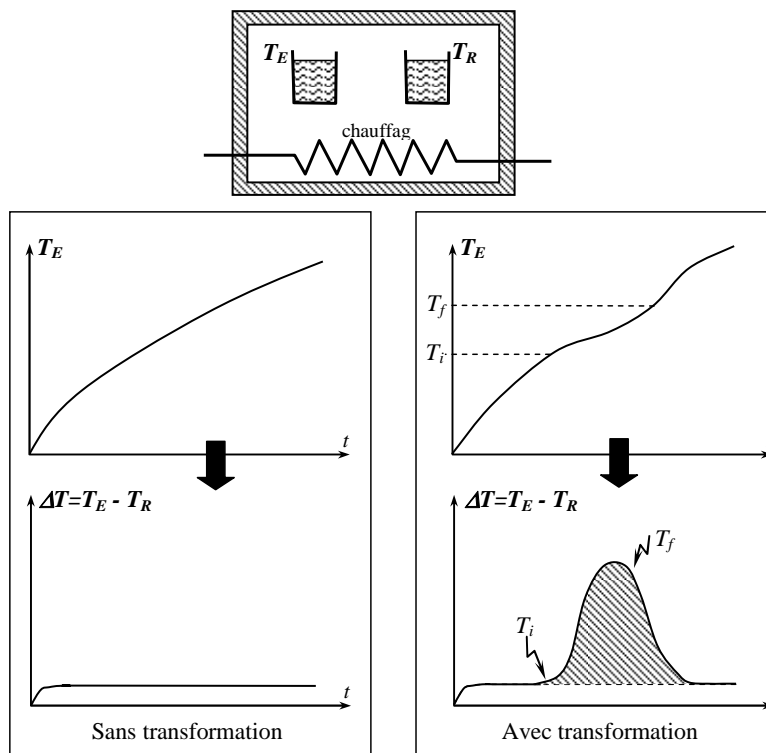 T_E
T_R
chauffag
T_E
t
ΔT=T_E - T_R
t
Sans transformation
T_E
T_f
T_i
ΔT=T_E - T_R
T_f
T_i
Avec transformation